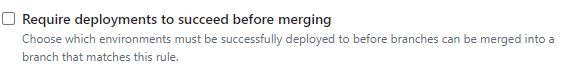 Require deployments to succeed before merging
Choose which environments must be successfully deployed to before branches can be merged into a
branch that matches this rule.